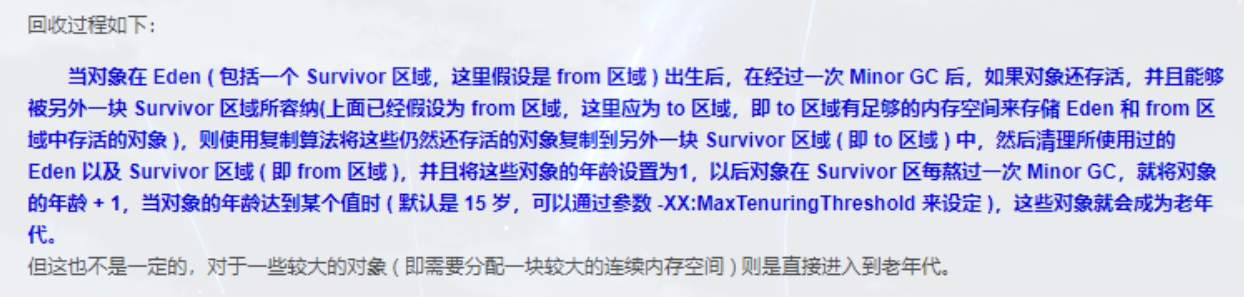 回收过程如下：
当对象在 Eden ( 包括一个 Survivor 区域，这里假设是 from 区域 ) 出生后，在经过一次 Minor GC 后，如果对象还存活，并且能够
被另外一块 Survivor 区域所容纳(上面已经假设为 from 区域，这里应为 to 区域，即 to 区域有足够的内存空间来存储 Eden 和 from 区
域中存活的对象 )，则使用复制算法将这些仍然还存活的对象复制到另外一块 Survivor 区域 ( 即 to 区域 ) 中，然后清理所使用过的
Eden 以及 Survivor 区域 ( 即 from 区域 )，并且将这些对象的年龄设置为1，以后对象在 Survivor 区每熬过一次 Minor GC，就将对象
的年龄 + 1，当对象的年龄达到某个值时 ( 默认是 15 岁，可以通过参数 -XX:MaxTenuringThreshold 来设定 )，这些对象就会成为老年
代。
但这也不是一定的，对于一些较大的对象 ( 即需要分配一块较大的连续内存空间 ) 则是直接进入到老年代。